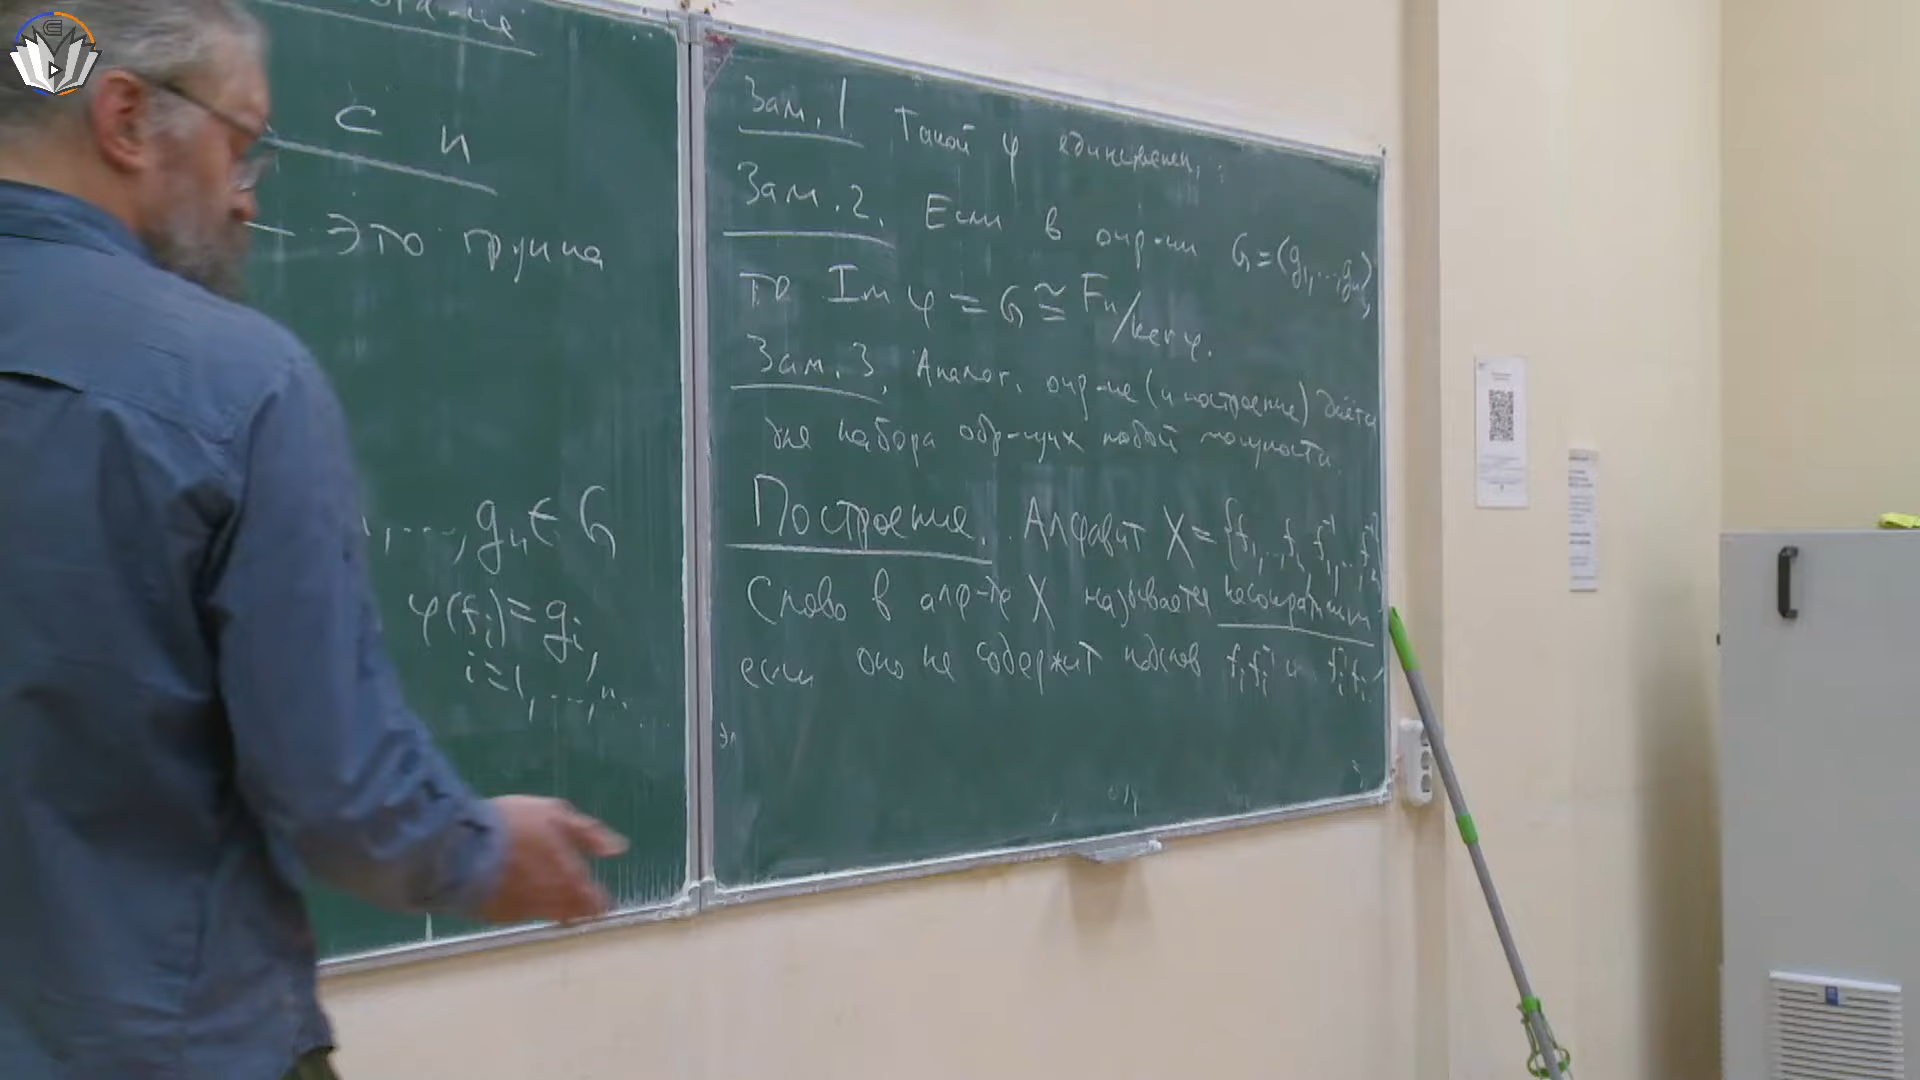 С И
– это группа
,...,gₙ ∈ G
φ(fᵢ)=gᵢ,
i=1,...,n.
Зам.1 Такой φ единствен.
Зам.2. Если в опр-ии G=⟨g₁,...,gₙ⟩,
то Im φ = G ≅ Fₙ/ker φ.
Зам.3. Аналог. опр-ие (и построение) даётся
для набора обр-щих любой мощности.
Построение. Алфавит X={f₁,...,fₙ,f₁⁻¹,...,fₙ⁻¹}
Слово в алф-те X называется несократимым
если оно не содержит подслов fᵢfᵢ⁻¹ и fᵢ⁻¹fᵢ.
Эл